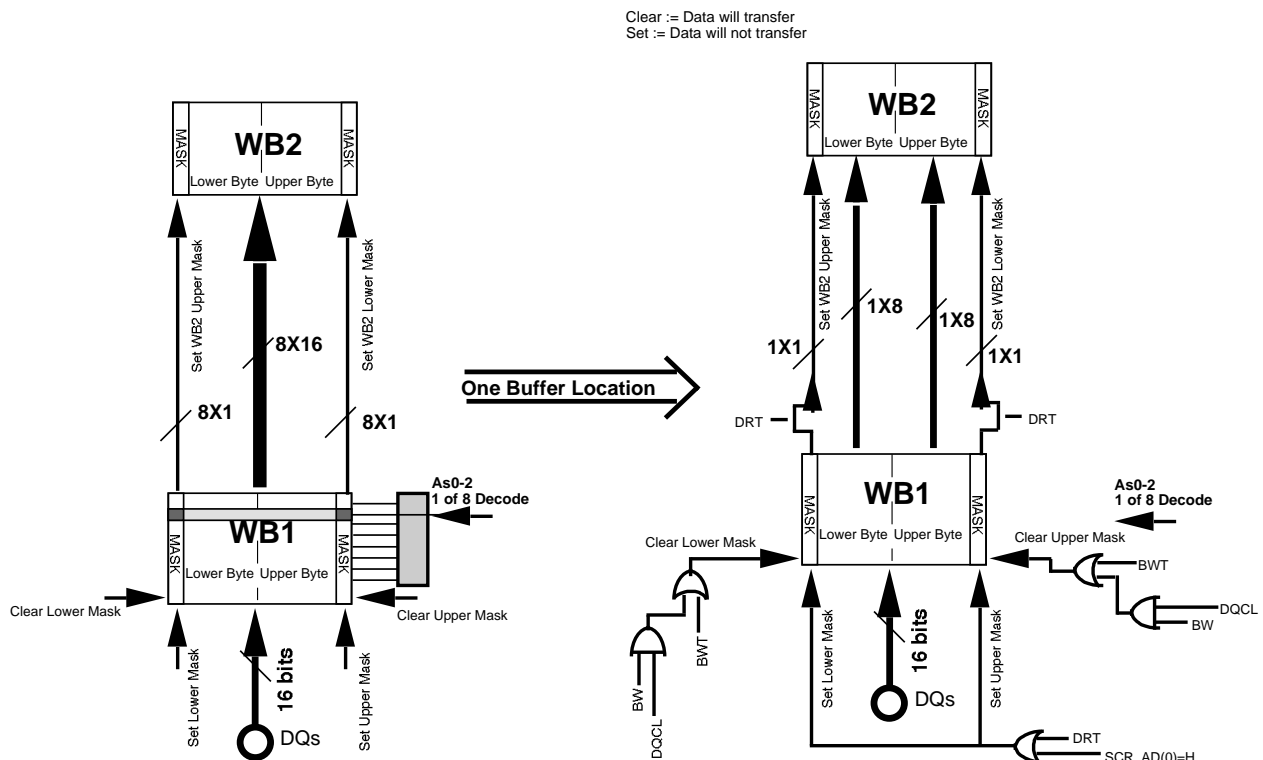 Clear := Data will transfer
Set := Data will not transfer
MASK
WB2
MASK
Lower Byte Upper Byte
Set WB2 Upper Mask
Set WB2 Lower Mask
8X16
8X1
8X1
As0-2
1 of 8 Decode
MASK
WB1
MASK
Lower Byte Upper Byte
Clear Lower Mask
Clear Upper Mask
Set Lower Mask
16 bits
Set Upper Mask
DQs
One Buffer Location
MASK
WB2
MASK
Lower Byte Upper Byte
Set WB2 Upper Mask
Set WB2 Lower Mask
1X8
1X8
1X1
1X1
DRT
DRT
MASK
WB1
MASK
Lower Byte Upper Byte
As0-2
1 of 8 Decode
Clear Lower Mask
Clear Upper Mask
BWT
DQCL
BW
BWT
BW
DQCL
Set Lower Mask
16 bits
Set Upper Mask
DQs
DRT
SCR, AD(0)=H